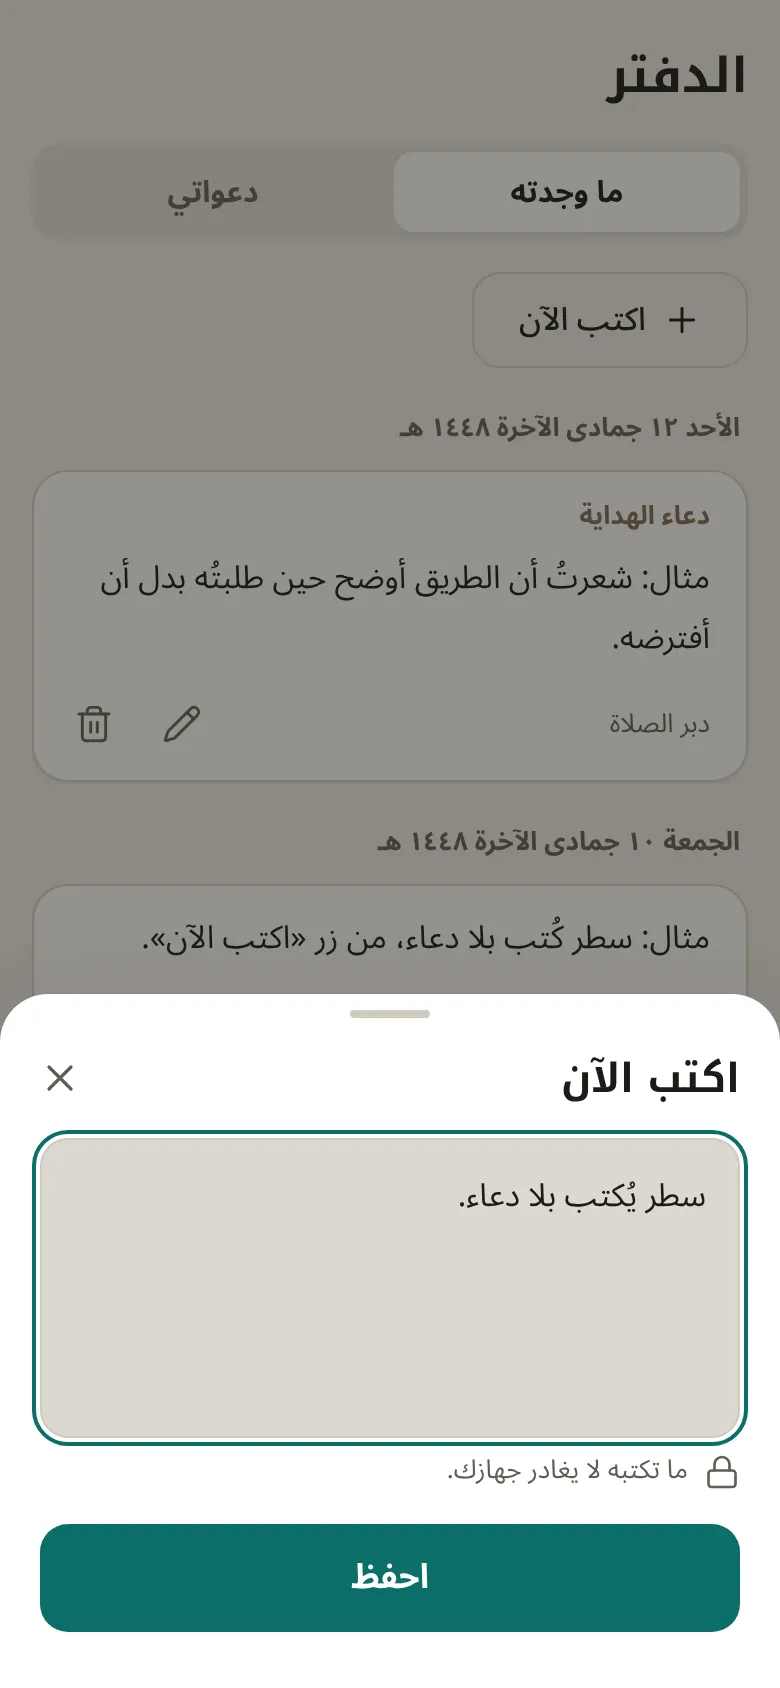 الدفتر
ما وجدته
دعواتي
اكتب الآن
الأحد ١٢ جمادى الآخرة ١٤٤٨ هـ
دعاء الهداية
مثال: شعرتُ أن الطريق أوضح حين طلبتُه بدل أن
أفترضه.
دبر الصلاة
الجمعة ١٠ جمادى الآخرة ١٤٤٨ هـ
مثال: سطر كُتب بلا دعاء، من زر «اكتب الآن».
اكتب الآن
سطر يُكتب بلا دعاء.
ما تكتبه لا يغادر جهازك.
احفظ